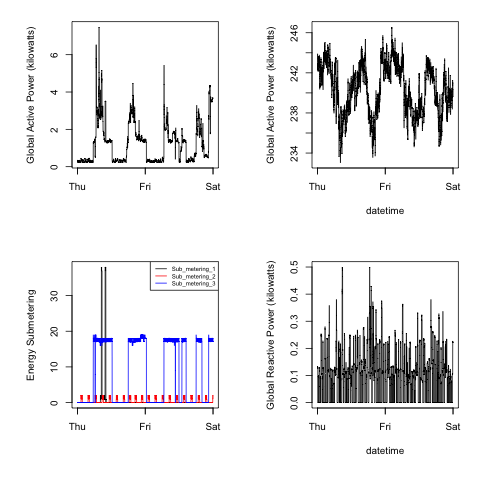 Global Active Power (kilowatts)
0 2 4 6
Thu Fri Sat
Global Active Power (kilowatts)
234 238 242 246
Thu Fri Sat
datetime
Energy Submetering
0 10 20 30
Sub_metering_1
Sub_metering_2
Sub_metering_3
Thu Fri Sat
Global Reactive Power (kilowatts)
0.0 0.1 0.2 0.3 0.4 0.5
Thu Fri Sat
datetime